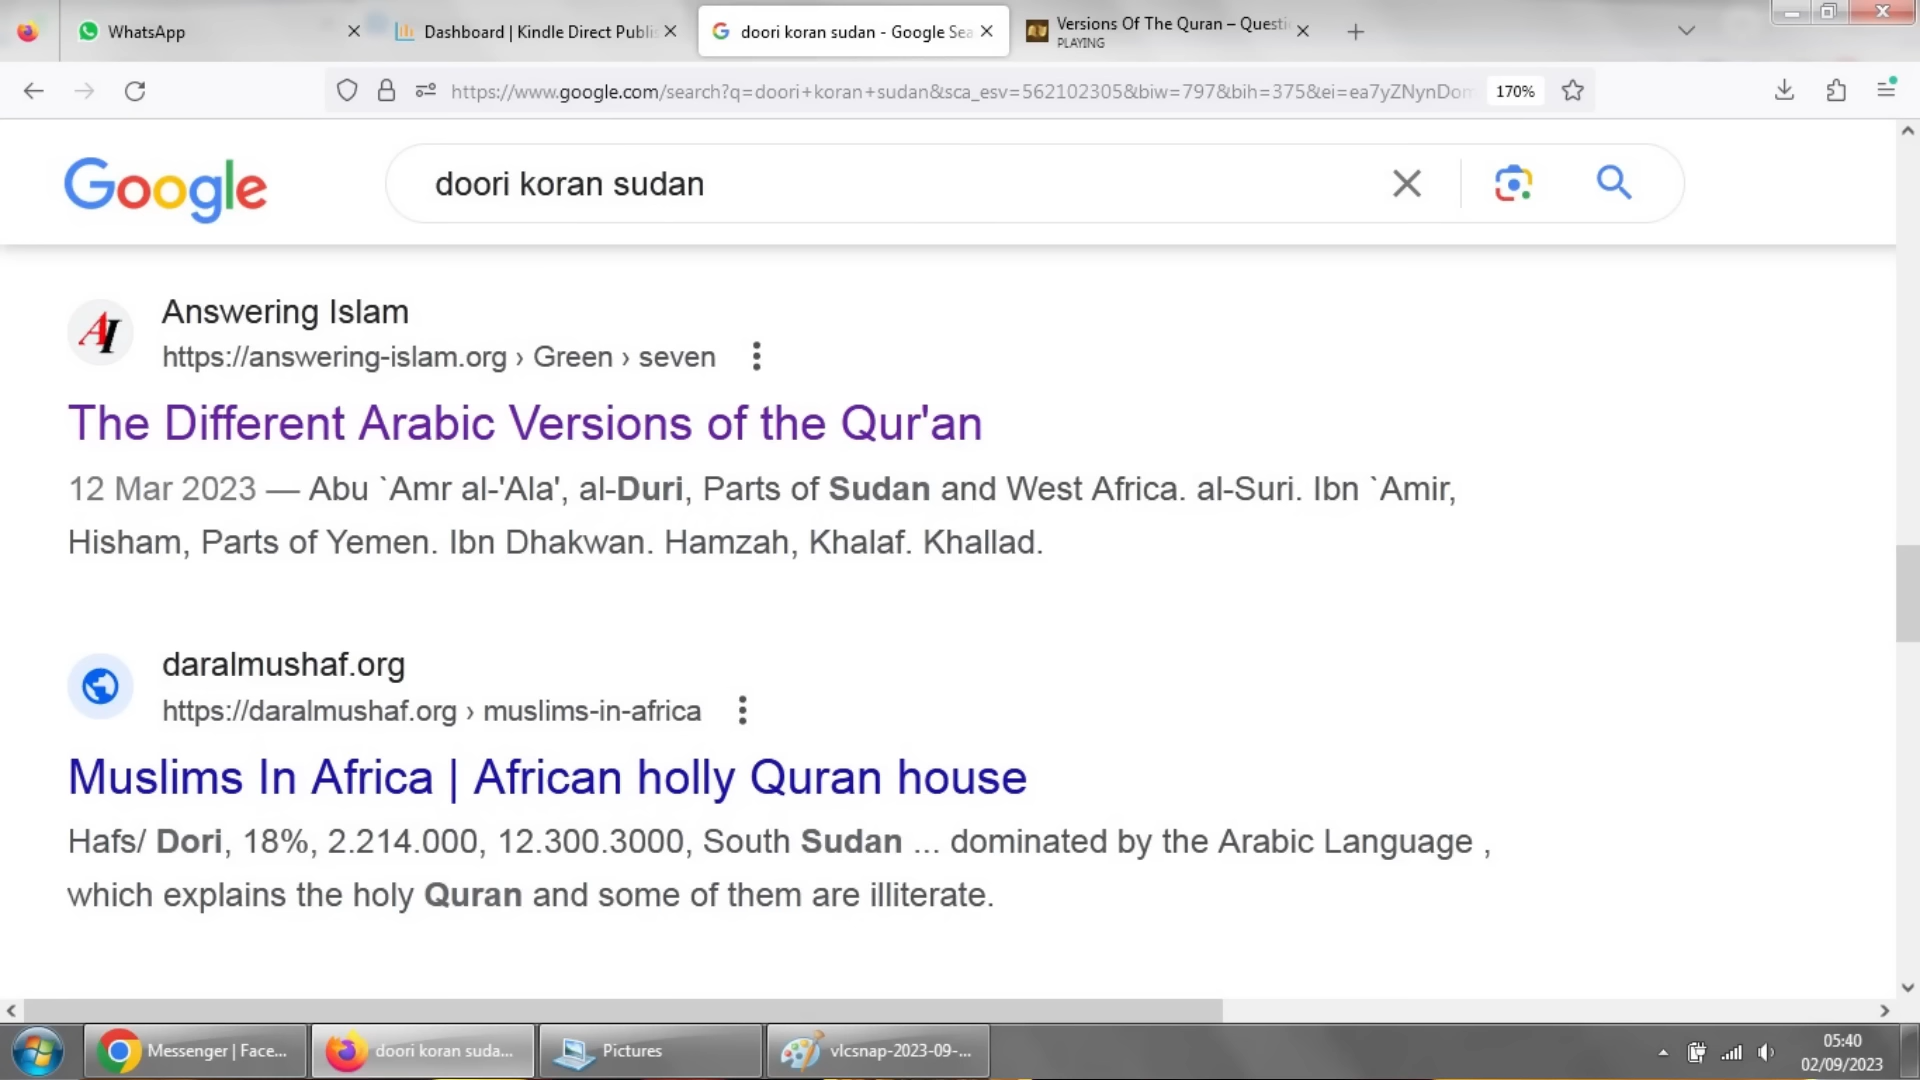 WhatsApp
Dashboard | Kindle Direct Publis
doori koran sudan - Google Sea
Versions Of The Quran – Questi
PLAYING
https://www.google.com/search?q=doori+koran+sudan&sca_esv=562102305&biw=797&bih=375&ei=ea7yZNynDom
170%
Google
doori koran sudan
AI
Answering Islam
https://answering-islam.org › Green › seven
The Different Arabic Versions of the Qur'an
12 Mar 2023 — Abu `Amr al-'Ala', al-Duri, Parts of Sudan and West Africa. al-Suri. Ibn `Amir,
Hisham, Parts of Yemen. Ibn Dhakwan. Hamzah, Khalaf. Khallad.
daralmushaf.org
https://daralmushaf.org › muslims-in-africa
Muslims In Africa | African holly Quran house
Hafs/ Dori, 18%, 2.214.000, 12.300.3000, South Sudan ... dominated by the Arabic Language ,
which explains the holy Quran and some of them are illiterate.
Messenger | Face...
doori koran suda...
Pictures
vlcsnap-2023-09-...
05:40
02/09/2023